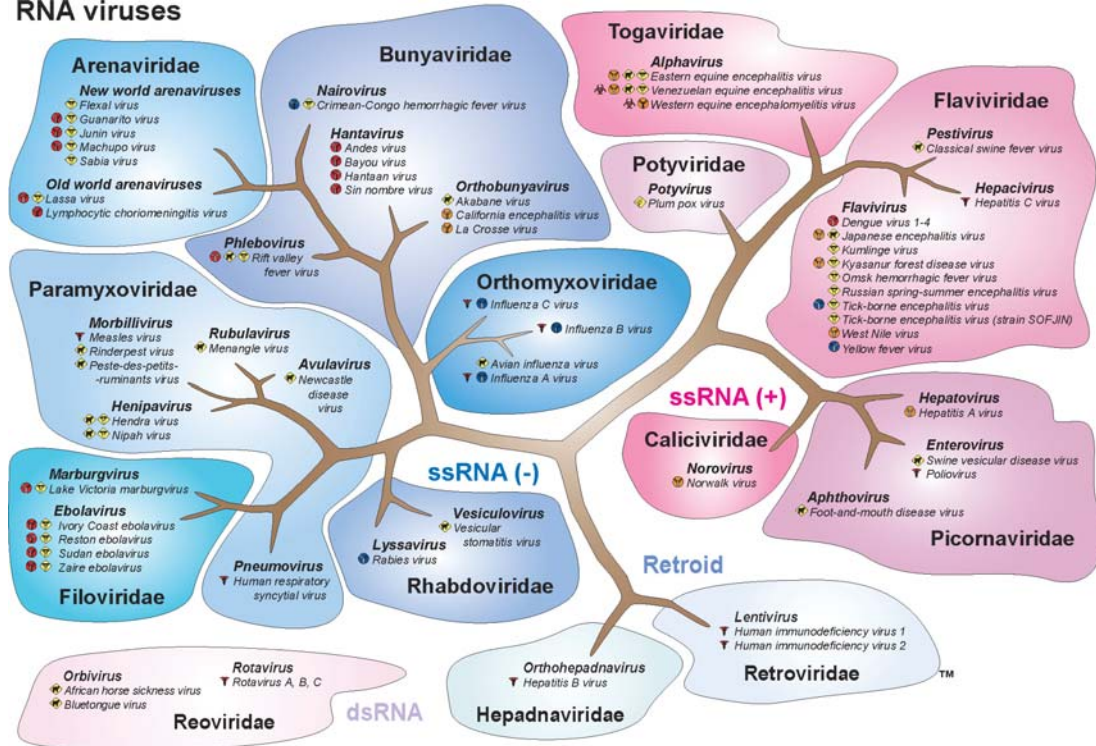 RNA viruses
Arenaviridae
New world arenaviruses
Flexal virus
Guanarito virus
Junin virus
Machupo virus
Sabia virus
Old world arenaviruses
Lassa virus
Lymphocytic choriomeningitis virus
Bunyaviridae
Nairovirus
Crimean-Congo hemorrhagic fever virus
Hantavirus
Andes virus
Bayou virus
Hantaan virus
Sin nombre virus
Orthobunyavirus
Akabane virus
California encephalitis virus
La Crosse virus
Phlebovirus
Rift valley
fever virus
Togaviridae
Alphavirus
Eastern equine encephalitis virus
Venezuelan equine encephalitis virus
Western equine encephalomyelitis virus
Potyviridae
Potyvirus
Plum pox virus
Flaviviridae
Pestivirus
Classical swine fever virus
Hepacivirus
Hepatitis C virus
Flavivirus
Dengue virus 1-4
Japanese encephalitis virus
Kumlinge virus
Kyasanur forest disease virus
Omsk hemorrhagic fever virus
Russian spring-summer encephalitis virus
Tick-borne encephalitis virus
Tick-borne encephalitis virus (strain SOFJIN)
West Nile virus
Yellow fever virus
Orthomyxoviridae
Influenza C virus
Influenza B virus
Avian influenza virus
Influenza A virus
Paramyxoviridae
Morbillivirus
Measles virus
Rinderpest virus
Peste-des-petits-
-ruminants virus
Rubulavirus
Menangle virus
Avulavirus
Newcastle
disease
virus
Henipavirus
Hendra virus
Nipah virus
Pneumovirus
Human respiratory
syncytial virus
Marburgvirus
Lake Victoria marburgvirus
Ebolavirus
Ivory Coast ebolavirus
Reston ebolavirus
Sudan ebolavirus
Zaire ebolavirus
Filoviridae
ssRNA (-)
Vesiculovirus
Vesicular
stomatitis virus
Lyssavirus
Rabies virus
Rhabdoviridae
ssRNA (+)
Caliciviridae
Norovirus
Norwalk virus
Hepatovirus
Hepatitis A virus
Enterovirus
Swine vesicular disease virus
Poliovirus
Aphthovirus
Foot-and-mouth disease virus
Picornaviridae
Retroid
Lentivirus
Human immunodeficiency virus 1
Human immunodeficiency virus 2
Retroviridae
TM
Orthohepadnavirus
Hepatitis B virus
Hepadnaviridae
Orbivirus
African horse sickness virus
Bluetongue virus
Rotavirus
Rotavirus A, B, C
Reoviridae
dsRNA